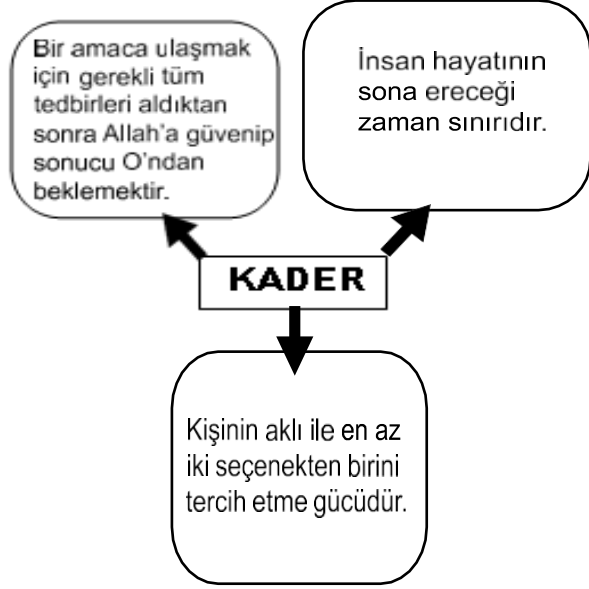 Bir amaca ulaşmak
için gerekli tüm
tedbirleri aldıktan
sonra Allah'a güvenip
sonucu O'ndan
beklemektir.
İnsan hayatının
sona ereceği
zaman sınırıdır.
KADER
Kişinin aklı ile en az
iki seçenekten birini
tercih etme gücüdür.